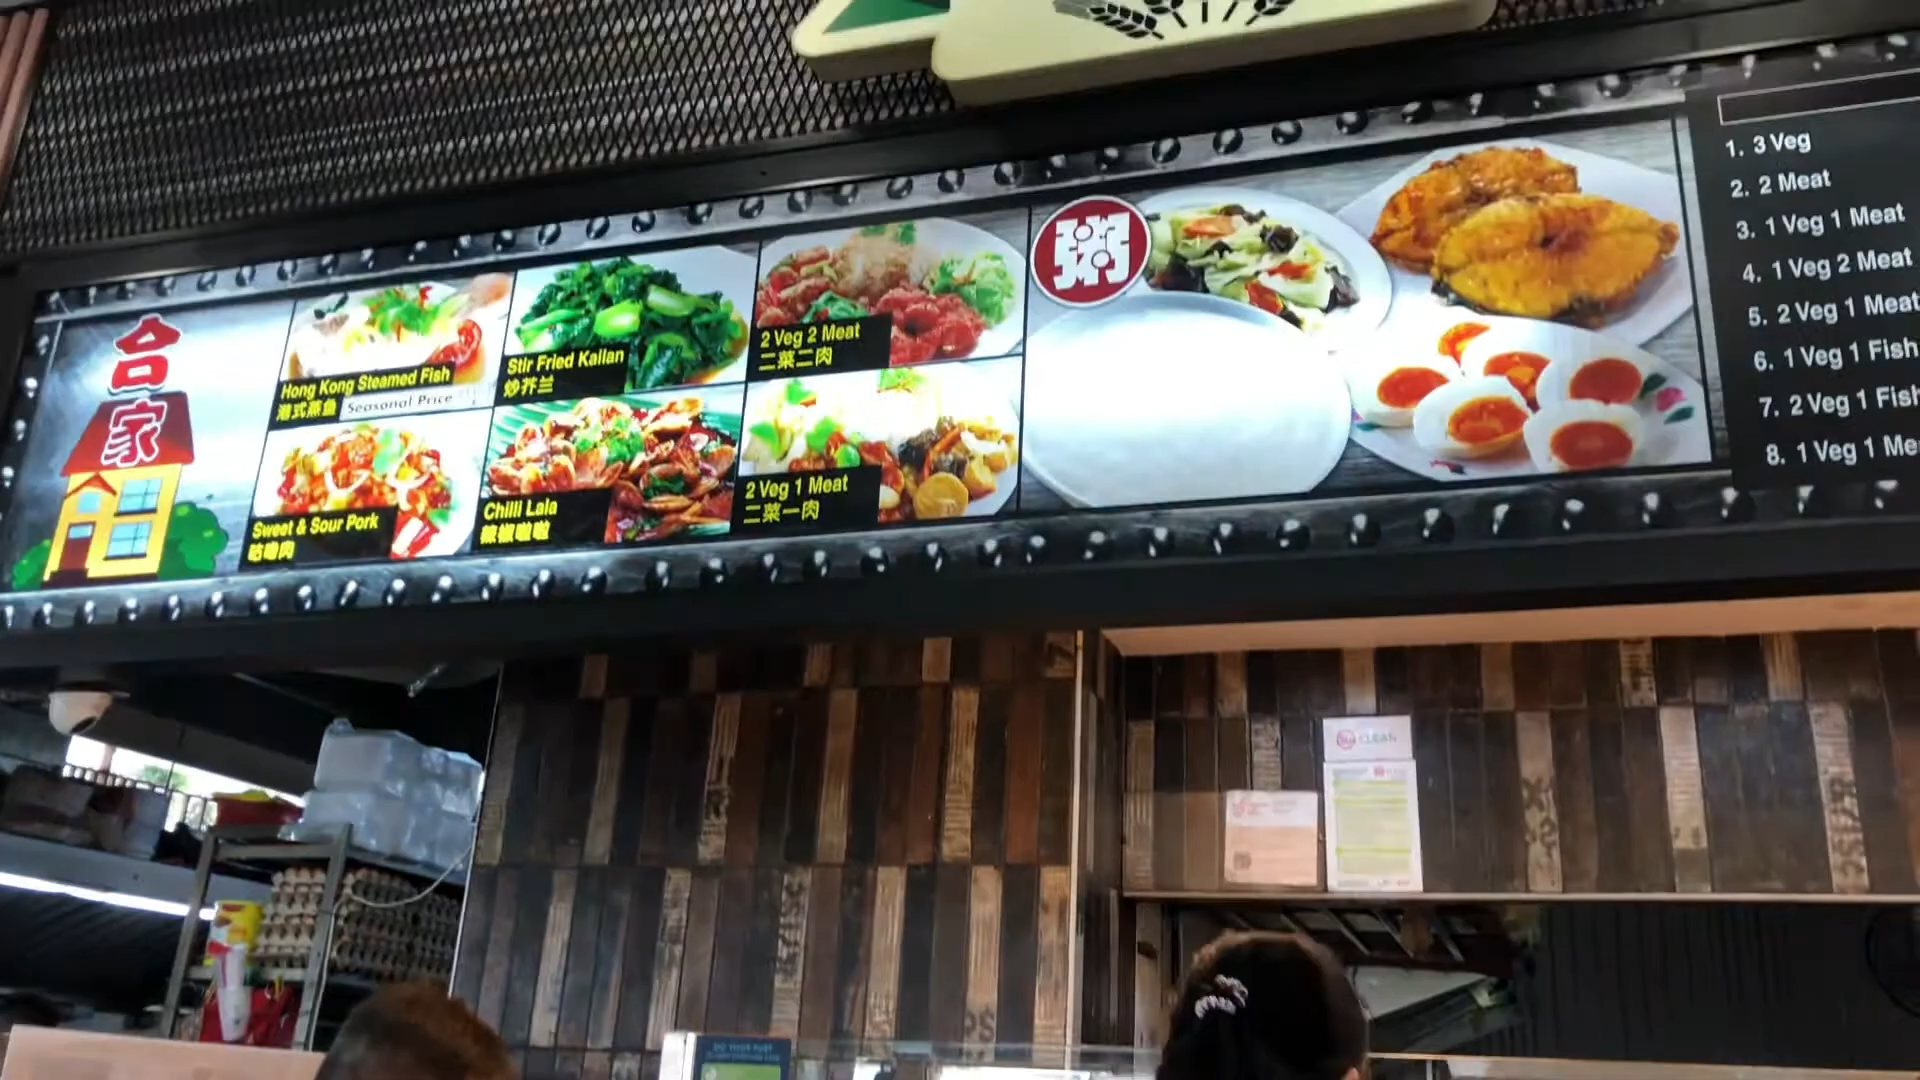 合家
Hong Kong Steamed Fish
港式蒸鱼
Seasonal Price
Stir Fried Kailan
炒芥兰
2 Veg 2 Meat
二菜二肉
Sweet & Sour Pork
咕噜肉
Chilli Lala
辣椒啦啦
2 Veg 1 Meat
二菜一肉
粥
1. 3 Veg
2. 2 Meat
3. 1 Veg 1 Meat
4. 1 Veg 2 Meat
5. 2 Veg 1 Meat
6. 1 Veg 1 Fish
7. 2 Veg 1 Fish
8. 1 Veg 1 Me
CLEAN